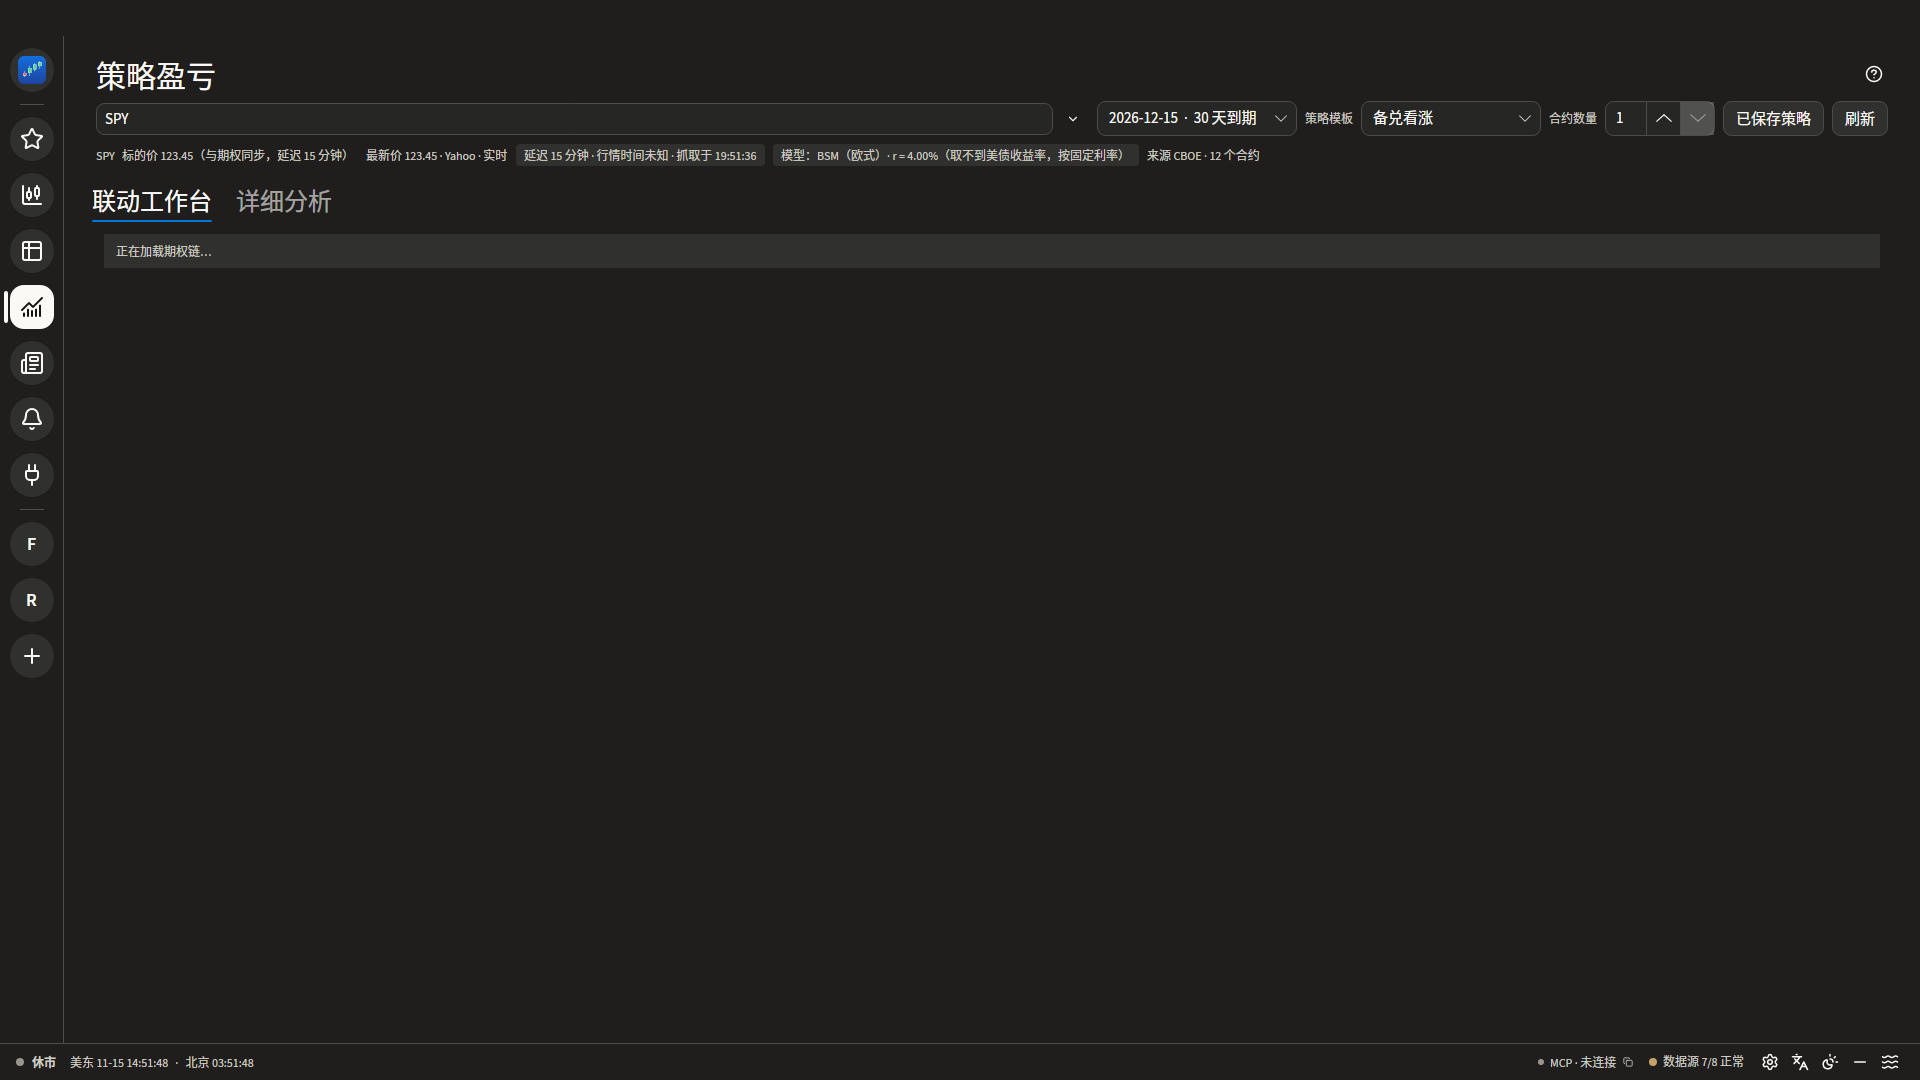 策略盈亏
SPY
2026-12-15 · 30 天到期
策略模板
备兑看涨
合约数量
1
已保存策略
刷新
SPY 标的价 123.45（与期权同步，延迟 15 分钟） 最新价 123.45 · Yahoo · 实时 延迟 15 分钟 · 行情时间未知 · 抓取于 19:51:36 模型：BSM（欧式）· r = 4.00%（取不到美债收益率，按固定利率） 来源 CBOE · 12 个合约
联动工作台 详细分析
正在加载期权链...
F
R
休市 美东 11-15 14:51:48 · 北京 03:51:48
MCP · 未连接 数据源 7/8 正常